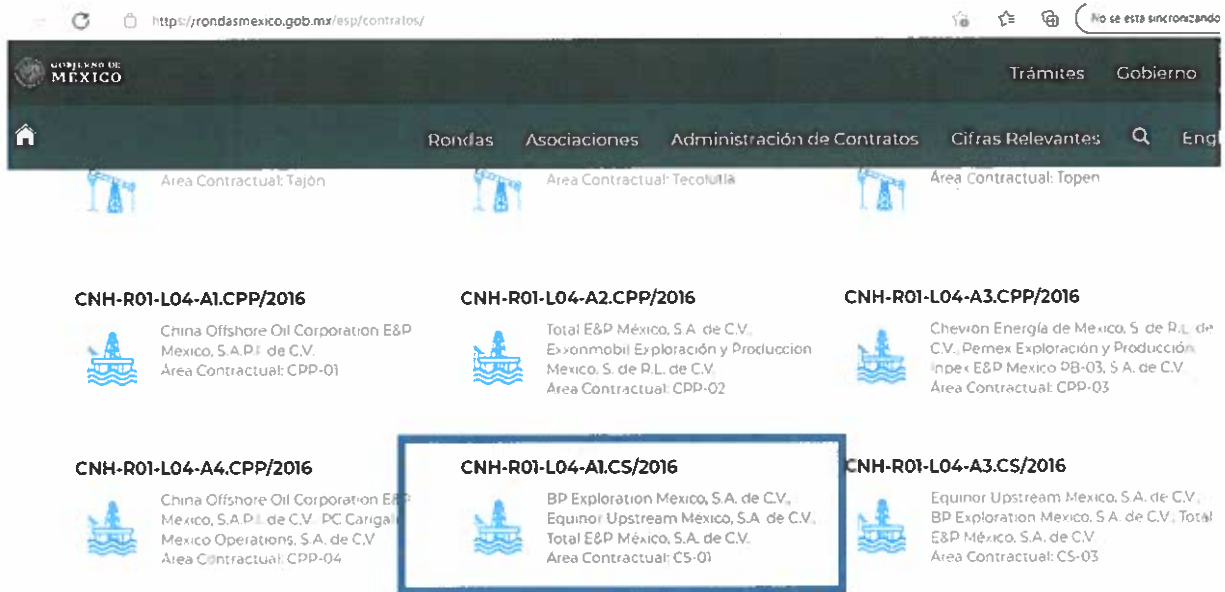 https://rondasmexico.gob.mx/esp/contratos/
No se esta sincronizando
GOBIERNO DE
MÉXICO
Trámites Gobierno
Rondas Asociaciones Administración de Contratos Cifras Relevantes Engl
Área Contractual: Tajón
Área Contractual: Tecolutla
Área Contractual: Topen
CNH-R01-L04-A1.CPP/2016
China Offshore Oil Corporation E&P
Mexico, S.A.P.I. de C.V.
Área Contractual: CPP-01
CNH-R01-L04-A2.CPP/2016
Total E&P México, S.A. de C.V.,
Exxonmobil Exploración y Produccion
Mexico, S. de R.L. de C.V.
Área Contractual: CPP-02
CNH-R01-L04-A3.CPP/2016
Chevron Energía de Mexico, S. de R.L. de
C.V., Pemex Exploración y Producción,
Inpex E&P Mexico PB-03, S.A. de C.V.
Área Contractual: CPP-03
CNH-R01-L04-A4.CPP/2016
China Offshore Oil Corporation E&P
Mexico, S.A.P.I. de C.V. PC Carigali
Mexico Operations, S.A. de C.V
Área Contractual: CPP-04
CNH-R01-L04-A1.CS/2016
BP Exploration Mexico, S.A. de C.V.,
Equinor Upstream México, S.A. de C.V.,
Total E&P México, S.A. de C.V.
Área Contractual: CS-01
CNH-R01-L04-A3.CS/2016
Equinor Upstream Mexico, S.A. de C.V.,
BP Exploration Mexico, S.A. de C.V., Total
E&P México, S.A. de C.V.
Área Contractual: CS-03